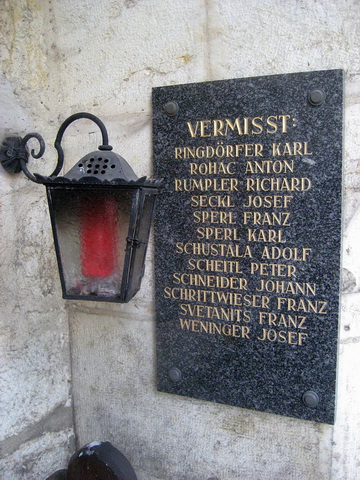 VERMISST:
RINGDÖRFER KARL
ROHAC ANTON
RUMPLER RICHARD
SECKL JOSEF
SPERL FRANZ
SPERL KARL
SCHUSTALA ADOLF
SCHEITL PETER
SCHNEIDER JOHANN
SCHRITTWIESER FRANZ
SVETANITS FRANZ
WENINGER JOSEF